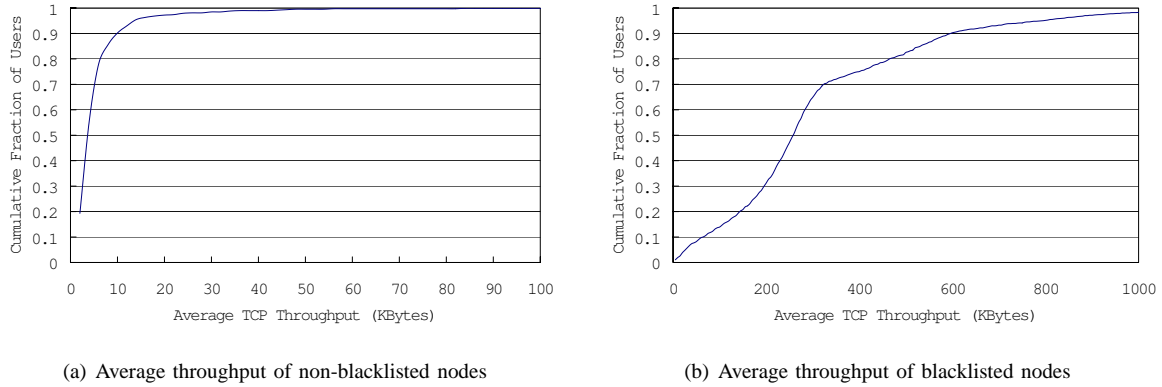 Cumulative Fraction of Users
1
0.9
0.8
0.7
0.6
0.5
0.4
0.3
0.2
0.1
0
0 10 20 30 40 50 60 70 80 90 100
Average TCP Throughput (KBytes)
(a) Average throughput of non-blacklisted nodes
Cumulative Fraction of Users
1
0.9
0.8
0.7
0.6
0.5
0.4
0.3
0.2
0.1
0
0 200 400 600 800 1000
Average TCP Throughput (KBytes)
(b) Average throughput of blacklisted nodes